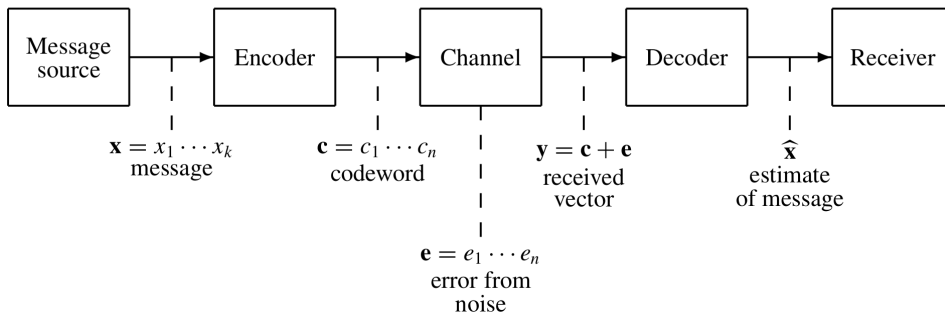 Message
source
Encoder
Channel
Decoder
Receiver
x = x₁ ⋯ xₖ
message
c = c₁ ⋯ cₙ
codeword
y = c + e
received
vector
x̂
estimate
of message
e = e₁ ⋯ eₙ
error from
noise